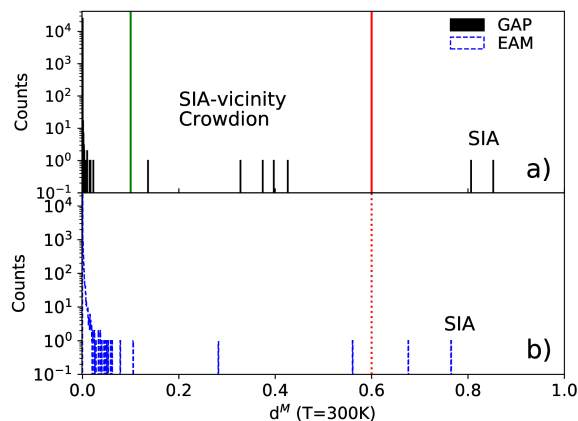 GAP
EAM
Counts
10⁴
10³
10²
10¹
10⁰
10⁻¹
SIA-vicinity
Crowdion
SIA
a)
Counts
10⁴
10³
10²
10¹
10⁰
10⁻¹
SIA
b)
0.0 0.2 0.4 0.6 0.8 1.0
dᴹ (T=300K)